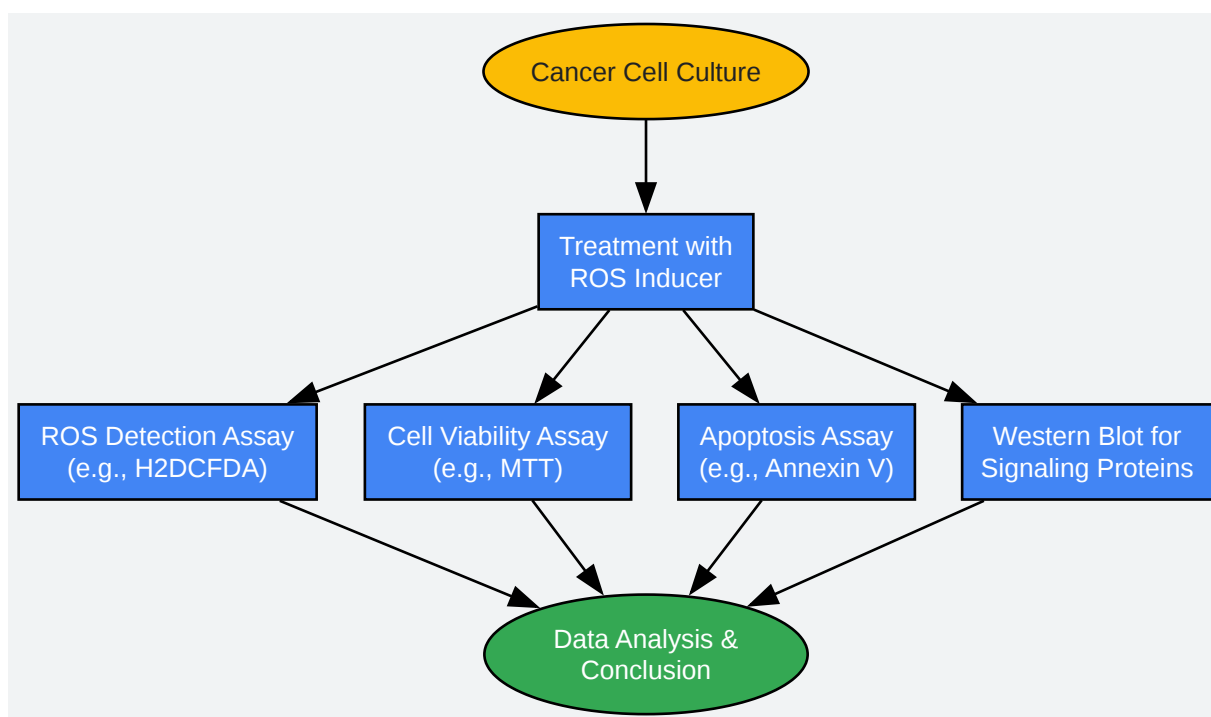 Cancer Cell Culture
Treatment with
ROS Inducer
ROS Detection Assay
(e.g., H2DCFDA)
Cell Viability Assay
(e.g., MTT)
Apoptosis Assay
(e.g., Annexin V)
Western Blot for
Signaling Proteins
Data Analysis &
Conclusion